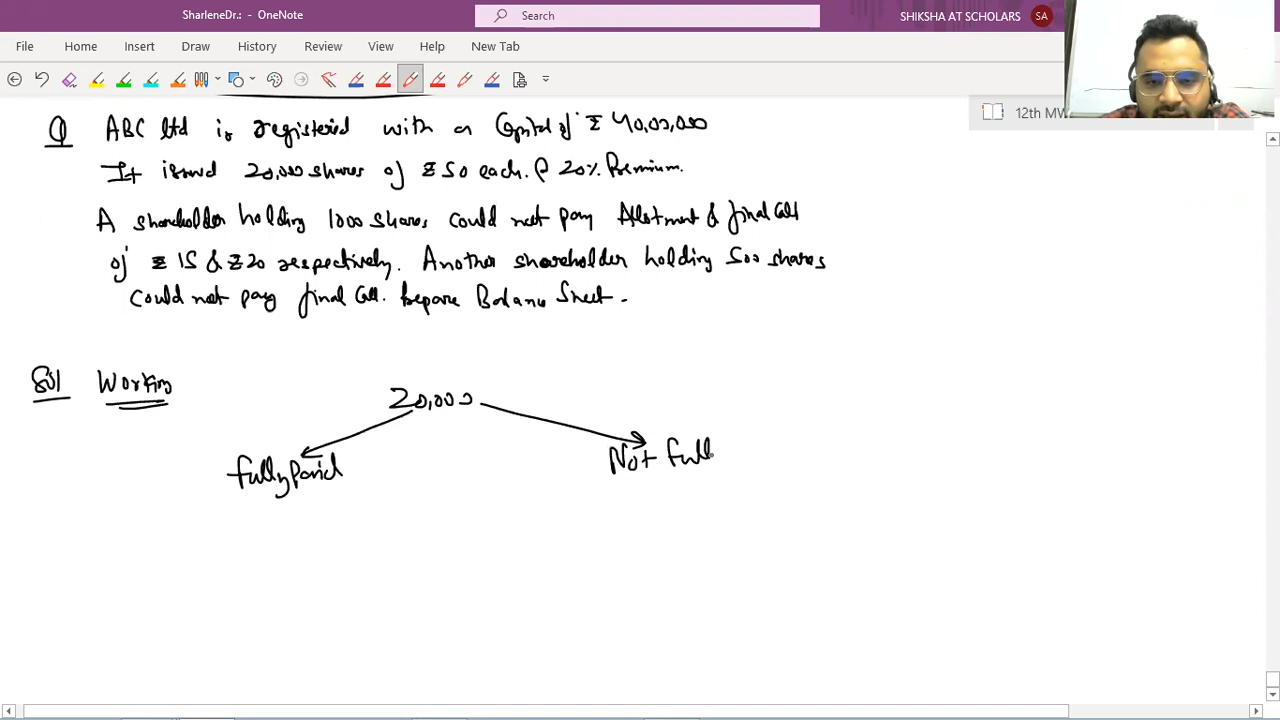 SharleneDr.: - OneNote
Search
SHIKSHA AT SCHOLARS SA
File Home Insert Draw History Review View Help New Tab
12th MW
Q ABC ltd is registered with a Capital of ₹ 40,00,000
It issued 20,000 shares of ₹ 50 each. @ 20% Premium.
A shareholder holding 1000 shares could not pay Allotment & final Call
of ₹ 15 & ₹ 20 respectively. Another shareholder holding 500 shares
could not pay final Call. Prepare Balance Sheet.
Sol Working
20,000
fully paid
Not full